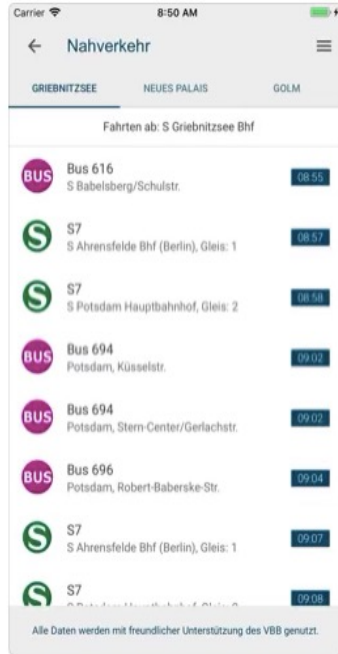 Carrier 8:50 AM
Nahverkehr
GRIEBNITZSEE NEUES PALAIS GOLM
Fahrten ab: S Griebnitzsee Bhf
BUS Bus 616 08:55
S Babelsberg/Schulstr.
S S7 08:57
S Ahrensfelde Bhf (Berlin), Gleis: 1
S S7 08:58
S Potsdam Hauptbahnhof, Gleis: 2
BUS Bus 694 09:02
Potsdam, Küsselstr.
BUS Bus 694 09:02
Potsdam, Stern-Center/Gerlachstr.
BUS Bus 696 09:04
Potsdam, Robert-Baberske-Str.
S S7 09:07
S Ahrensfelde Bhf (Berlin), Gleis: 1
S S7 09:08
Alle Daten werden mit freundlicher Unterstützung des VBB genutzt.